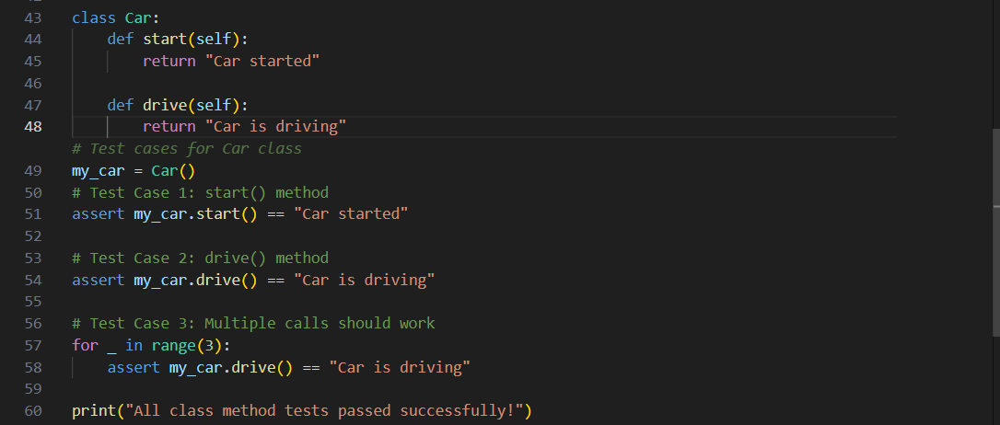 43 class Car:
44     def start(self):
45         return "Car started"
46
47     def drive(self):
48         return "Car is driving"
# Test cases for Car class
49 my_car = Car()
50 # Test Case 1: start() method
51 assert my_car.start() == "Car started"
52
53 # Test Case 2: drive() method
54 assert my_car.drive() == "Car is driving"
55
56 # Test Case 3: Multiple calls should work
57 for _ in range(3):
58     assert my_car.drive() == "Car is driving"
59
60 print("All class method tests passed successfully!")